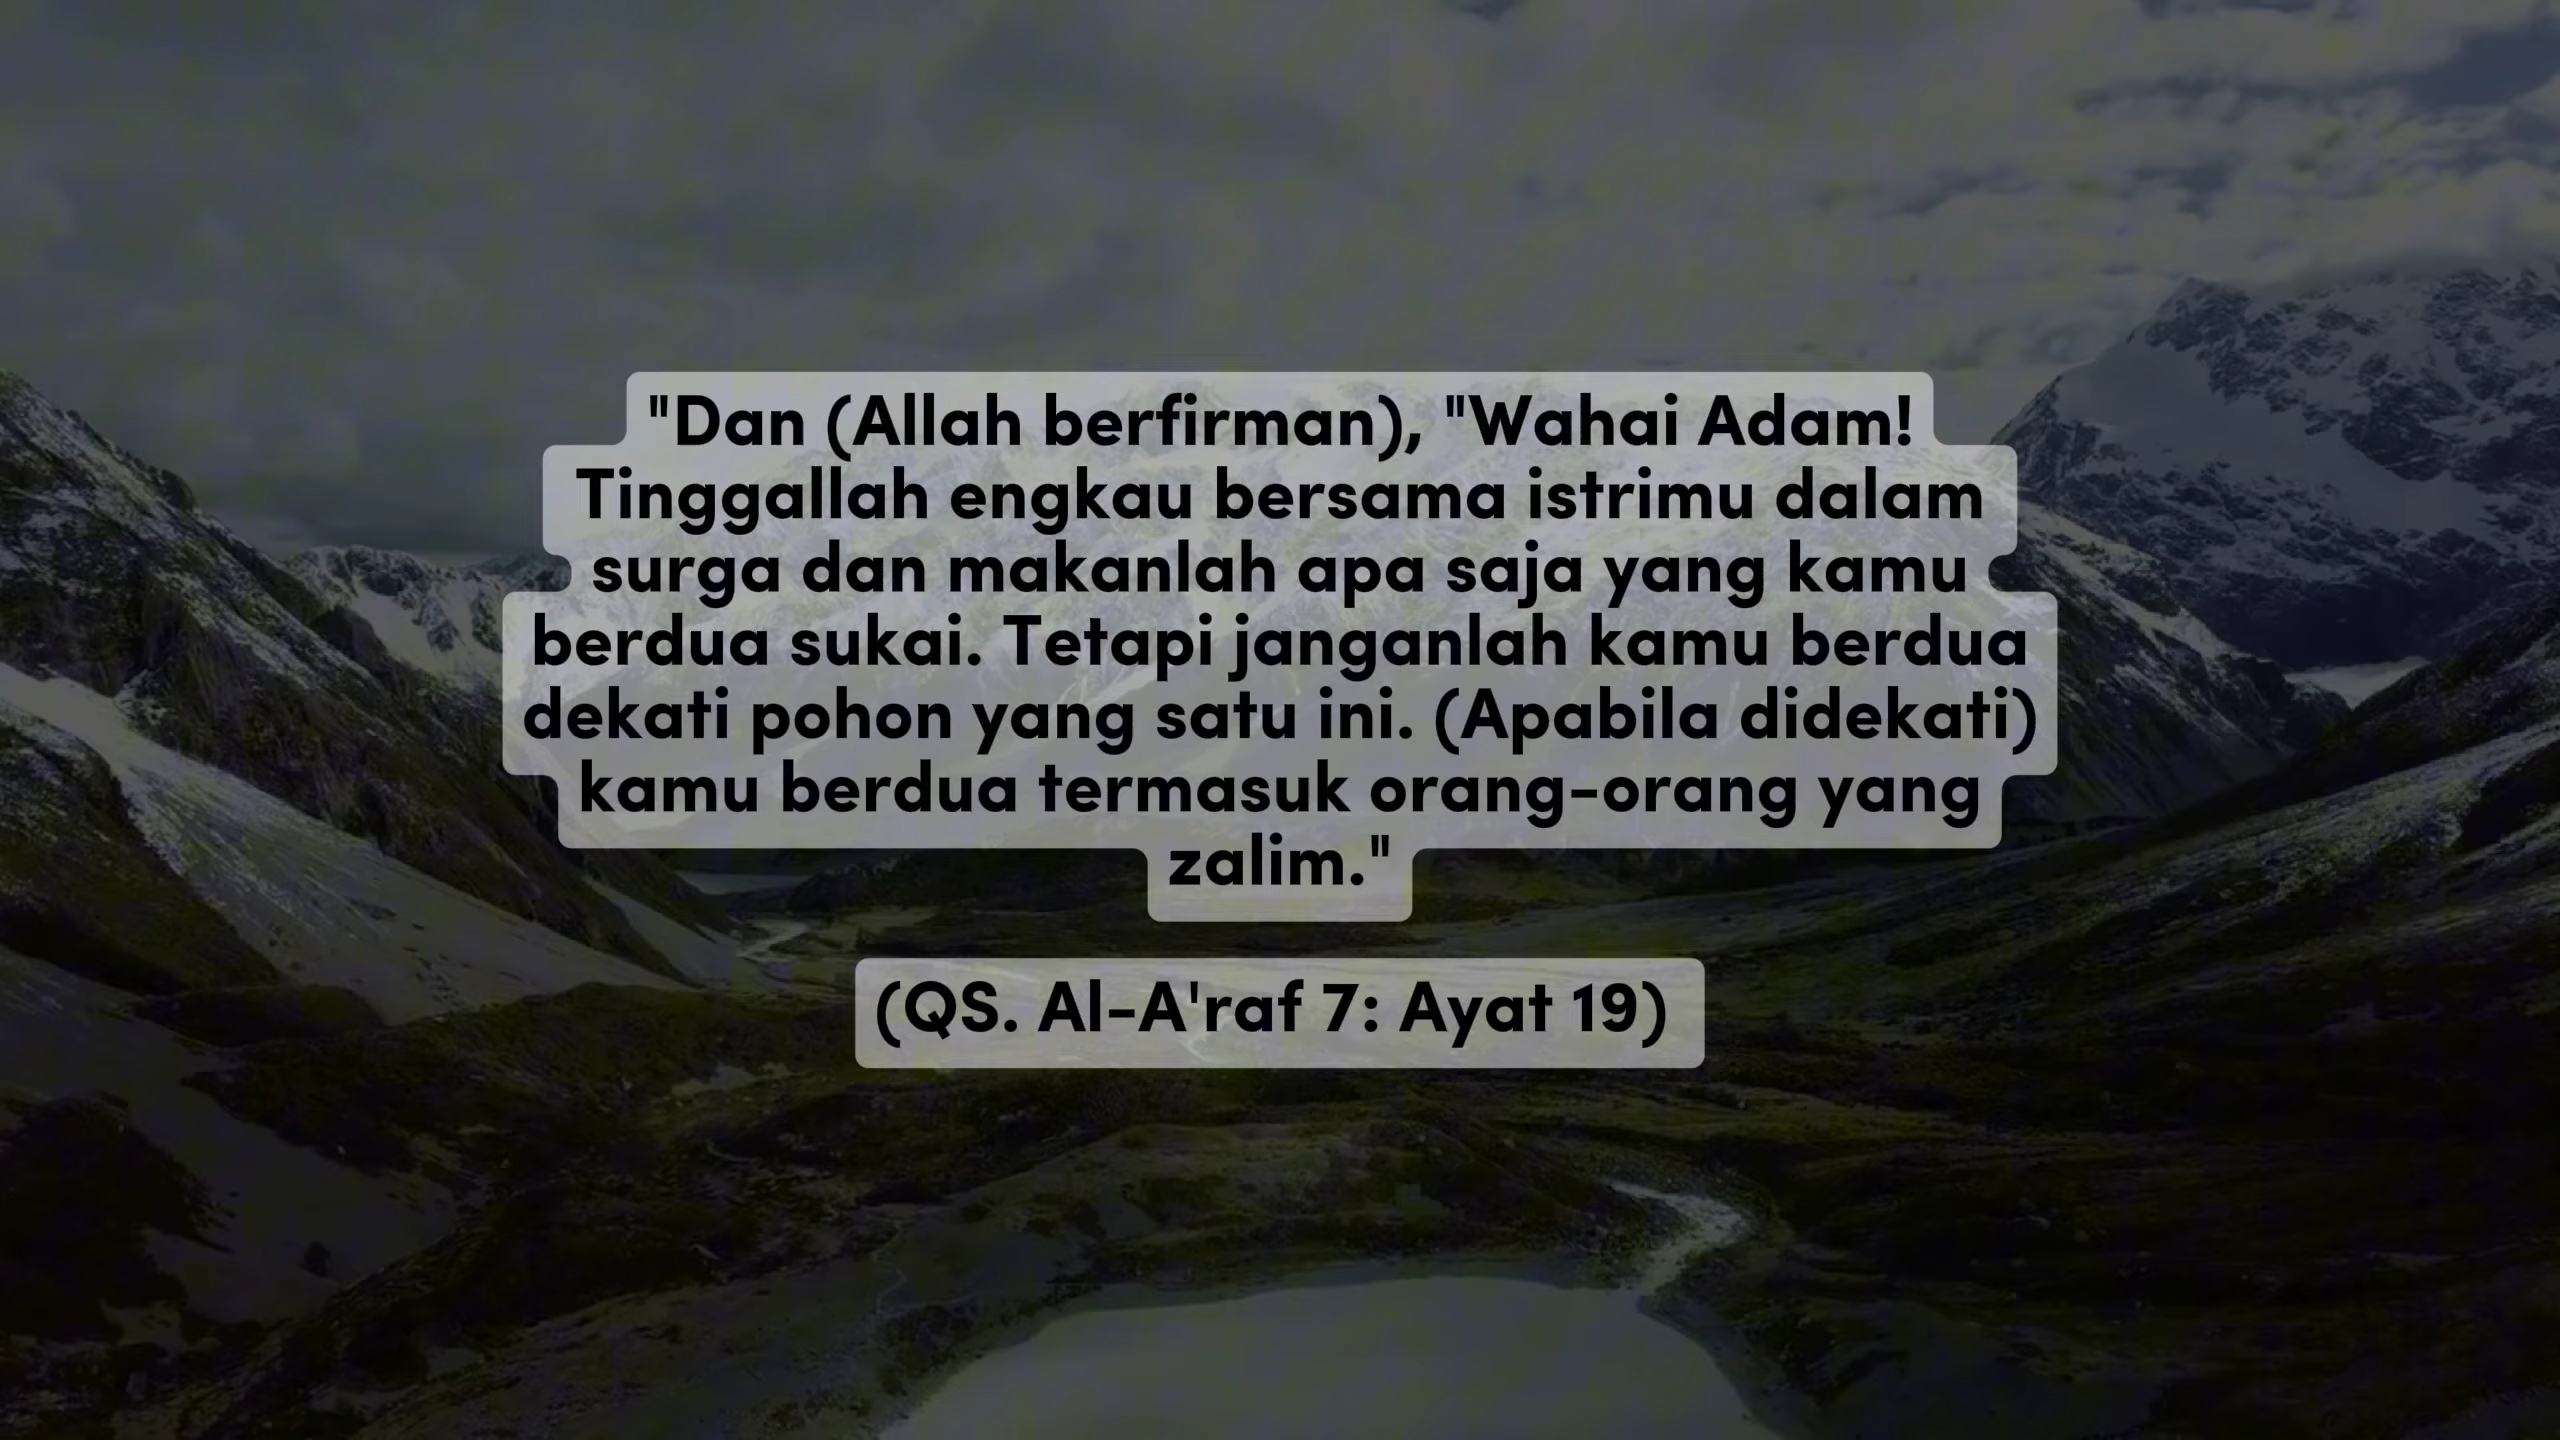 "Dan (Allah berfirman), "Wahai Adam!
Tinggallah engkau bersama istrimu dalam
surga dan makanlah apa saja yang kamu
berdua sukai. Tetapi janganlah kamu berdua
dekati pohon yang satu ini. (Apabila didekati)
kamu berdua termasuk orang-orang yang
zalim."
(QS. Al-A'raf 7: Ayat 19)